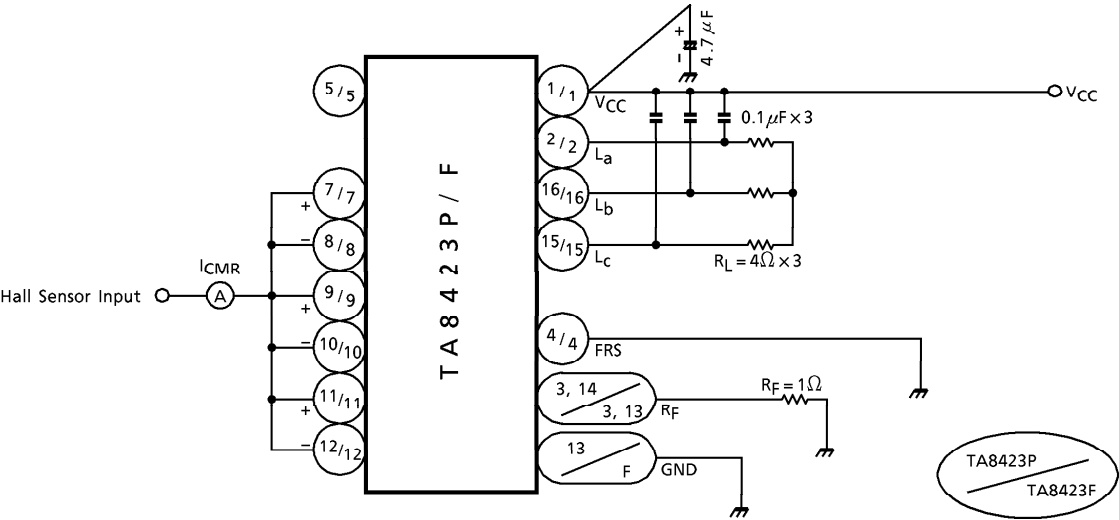 4.7μF
+
-
5/5
1/1
VCC
VCC
0.1μF×3
2/2
La
7/7
+
16/16
Lb
8/8
-
15/15
Lc
RL=4Ω×3
ICMR
Hall Sensor Input
A
9/9
+
TA8423P/F
10/10
-
4/4
FRS
11/11
+
3, 14
3, 13
RF
RF=1Ω
12/12
-
13
F
GND
TA8423P
TA8423F